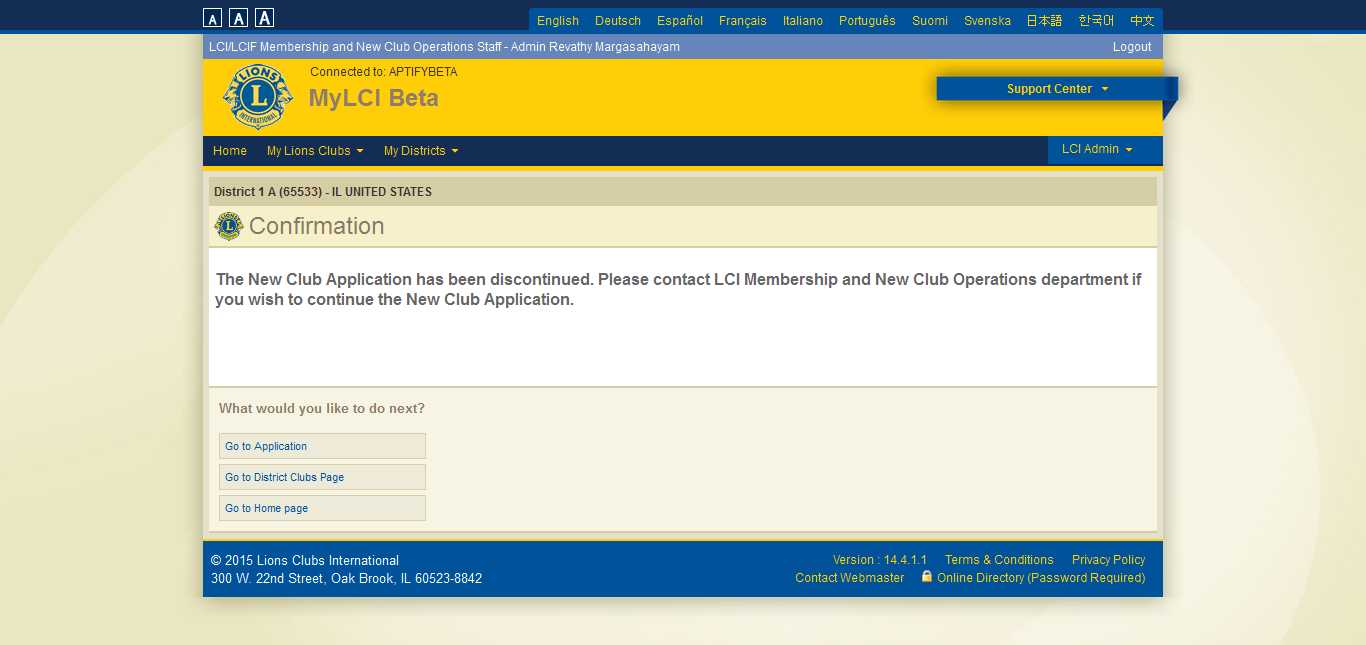 A A A
English Deutsch Español Français Italiano Português Suomi Svenska 日本語 한국어 中文
LCI/LCIF Membership and New Club Operations Staff - Admin Revathy Margasahayam Logout
LIONS
L
INTERNATIONAL
Connected to: APTIFYBETA
MyLCI Beta
Support Center
Home My Lions Clubs My Districts LCI Admin
District 1 A (65533) - IL UNITED STATES
LIONS
L
Confirmation
The New Club Application has been discontinued. Please contact LCI Membership and New Club Operations department if
you wish to continue the New Club Application.
What would you like to do next?
Go to Application
Go to District Clubs Page
Go to Home page
© 2015 Lions Clubs International Version : 14.4.1.1 Terms & Conditions Privacy Policy
300 W. 22nd Street, Oak Brook, IL 60523-8842 Contact Webmaster Online Directory (Password Required)